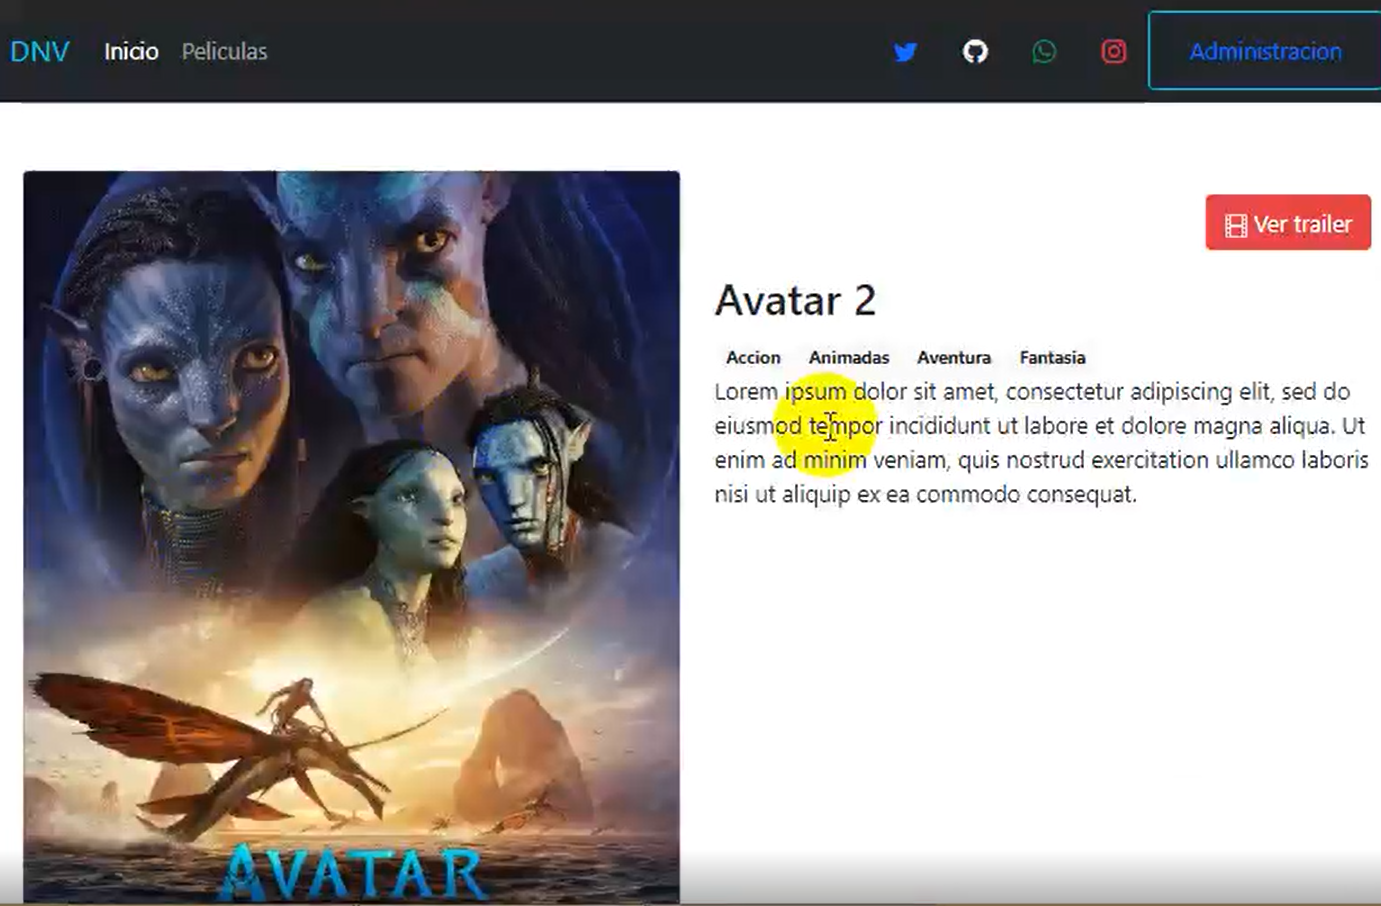 DNV Inicio Peliculas Administracion
Ver trailer
Avatar 2
Accion Animadas Aventura Fantasia
Lorem ipsum dolor sit amet, consectetur adipiscing elit, sed do
eiusmod tempor incididunt ut labore et dolore magna aliqua. Ut
enim ad minim veniam, quis nostrud exercitation ullamco laboris
nisi ut aliquip ex ea commodo consequat.
AVATAR